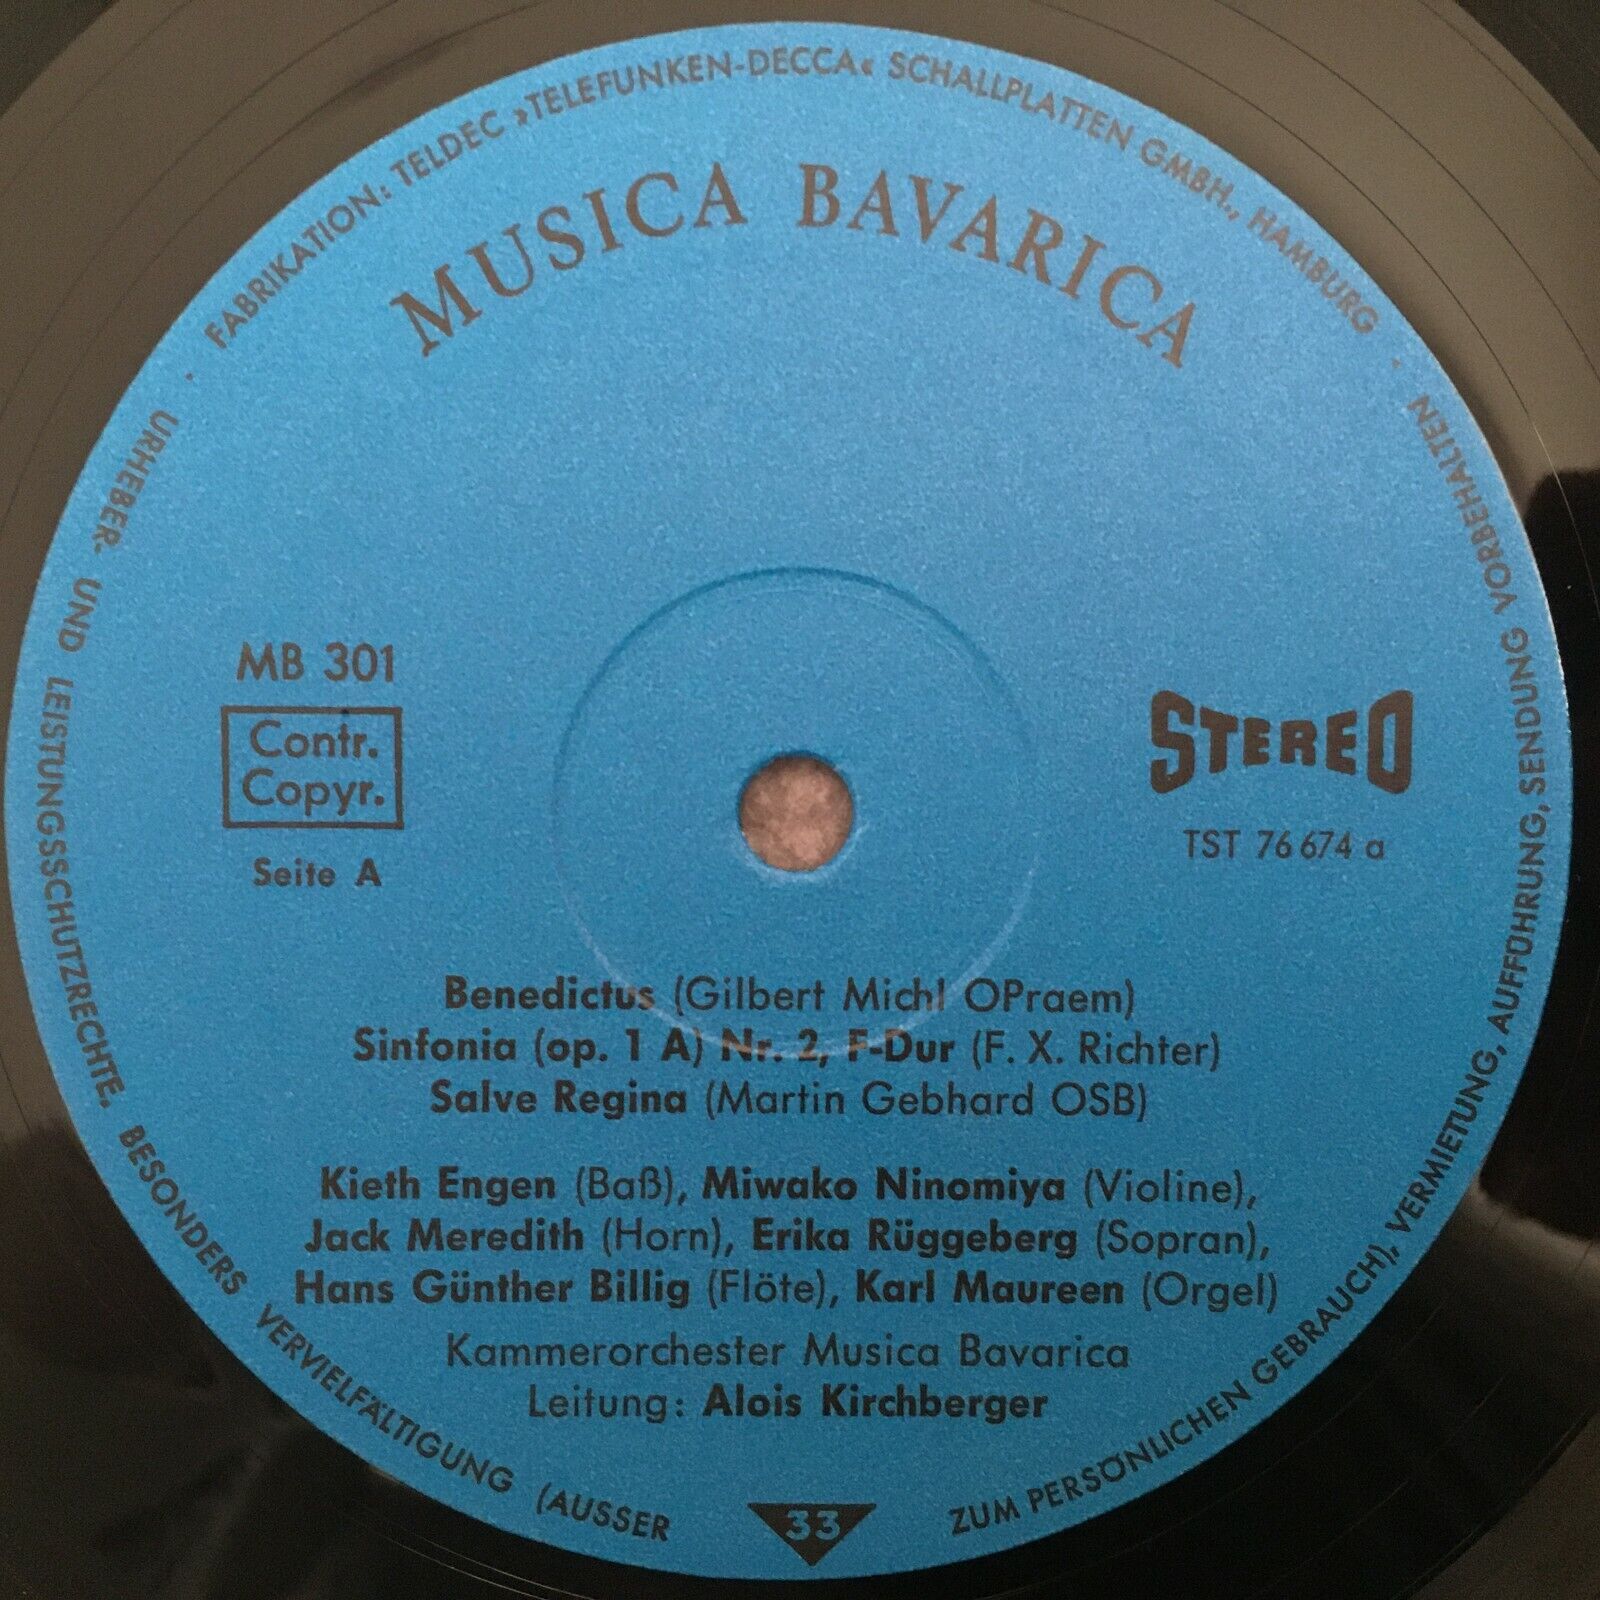 FABRIKATION: TELDEC »TELEFUNKEN-DECCA« SCHALLPLATTEN GMBH., HAMBURG ·
URHEBER- UND LEISTUNGSSCHUTZRECHTE. BESONDERS VERVIELFÄLTIGUNG (AUSSER ZUM PERSÖNLICHEN GEBRAUCH), VERMIETUNG, AUFFÜHRUNG, SENDUNG VORBEHALTEN ·
MUSICA BAVARICA
MB 301
Contr.
Copyr.
Seite A
STEREO
TST 76 674 a
Benedictus (Gilbert Michl OPraem)
Sinfonia (op. 1 A) Nr. 2, F-Dur (F. X. Richter)
Salve Regina (Martin Gebhard OSB)
Kieth Engen (Baß), Miwako Ninomiya (Violine),
Jack Meredith (Horn), Erika Rüggeberg (Sopran),
Hans Günther Billig (Flöte), Karl Maureen (Orgel)
Kammerorchester Musica Bavarica
Leitung: Alois Kirchberger
33